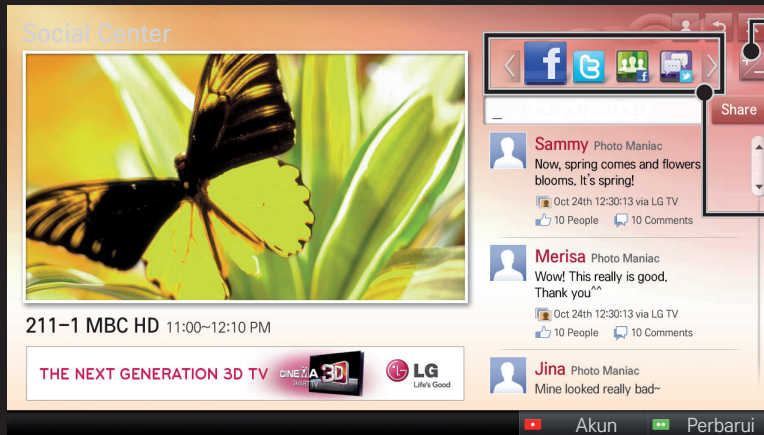 Social Center
Share
Sammy Photo Maniac
Now, spring comes and flowers
blooms. It's spring!
Oct 24th 12:30:13 via LG TV
10 People 10 Comments
Merisa Photo Maniac
Wow! This really is good,
Thank you^^
Oct 24th 12:30:13 via LG TV
10 People 10 Comments
Jina Photo Maniac
Mine looked really bad~
211-1 MBC HD 11:00~12:10 PM
THE NEXT GENERATION 3D TV CINEMA 3D SMART TV LG Life's Good
Akun Perbarui